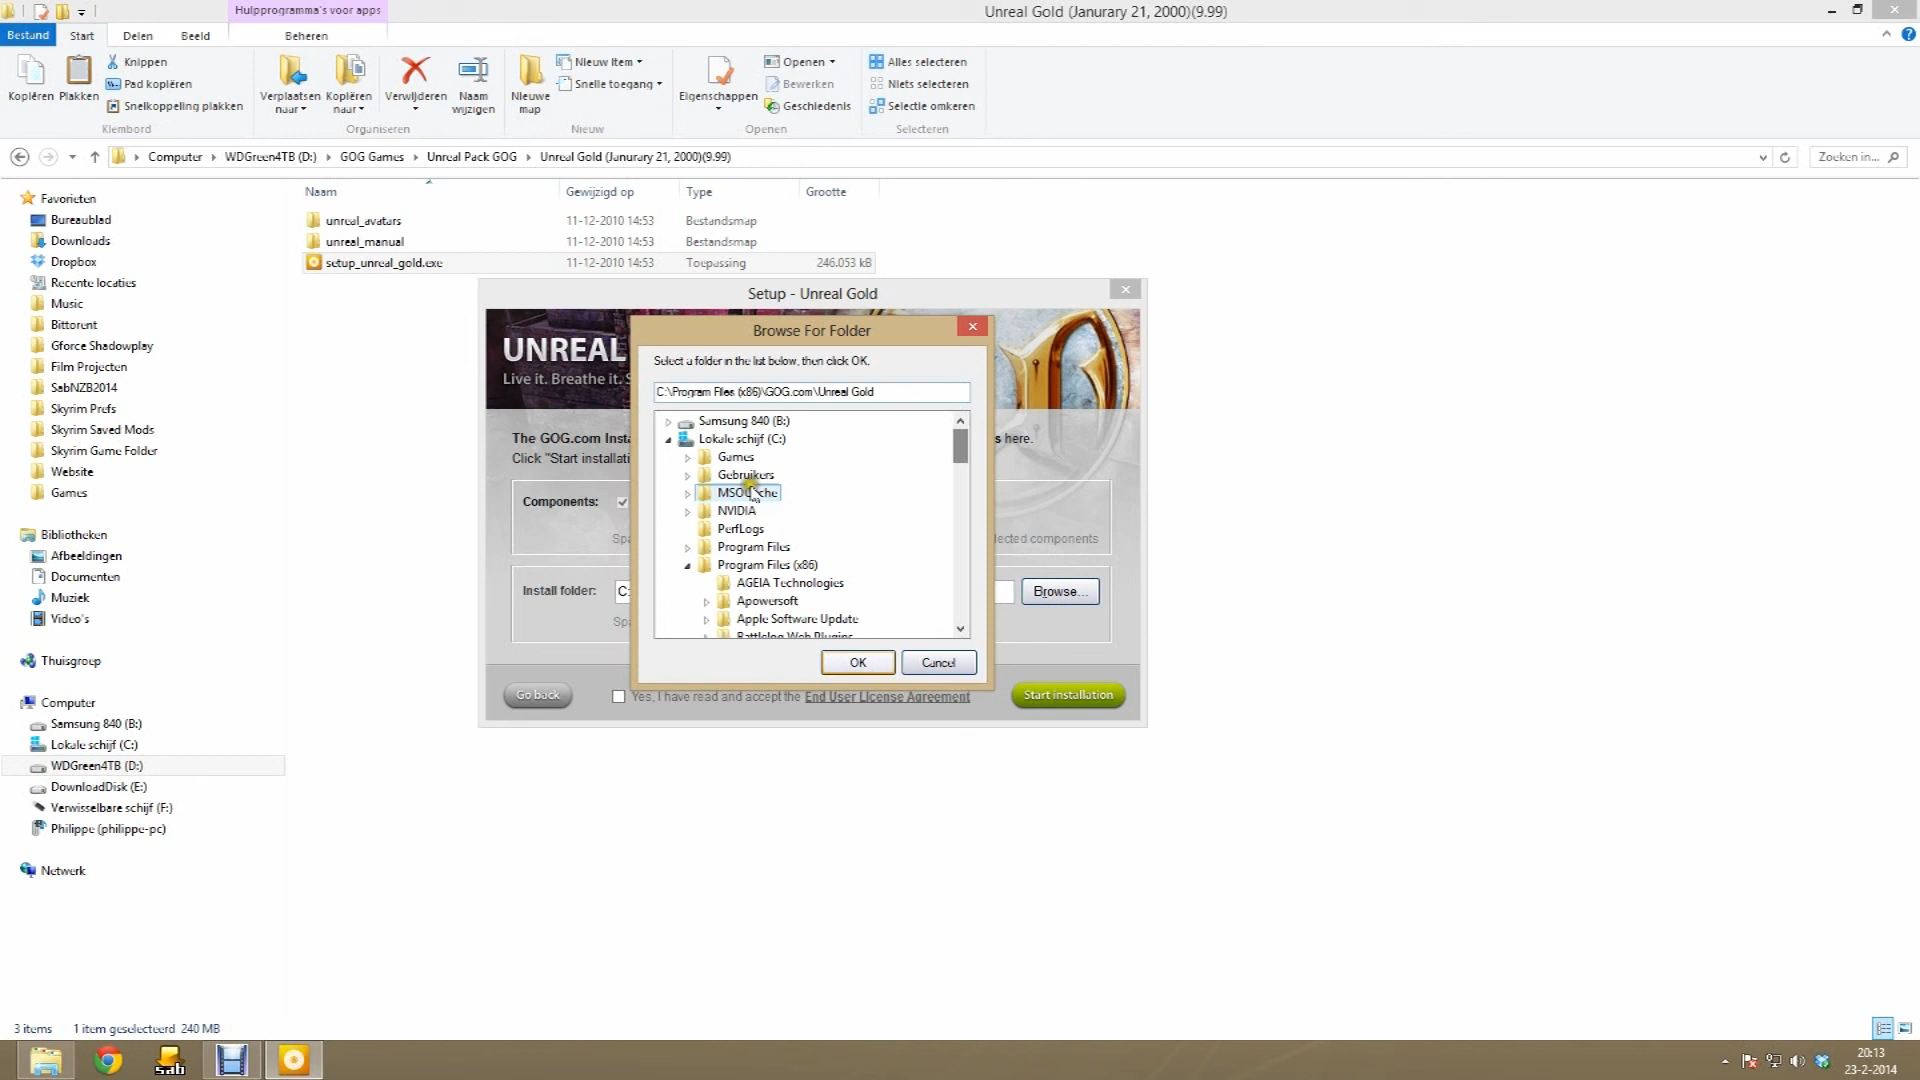 Hulpprogramma's voor apps
Unreal Gold (Janurary 21, 2000)(9.99)
Bestand
Start
Delen
Beeld
Beheren
Kopiëren
Plakken
Knippen
Pad kopiëren
Snelkoppeling plakken
Klembord
Verplaatsen naar
Kopiëren naar
Verwijderen
Naam wijzigen
Organiseren
Nieuwe map
Nieuw item
Snelle toegang
Nieuw
Eigenschappen
Openen
Bewerken
Geschiedenis
Openen
Alles selecteren
Niets selecteren
Selectie omkeren
Selecteren
Computer
WDGreen4TB (D:)
GOG Games
Unreal Pack GOG
Unreal Gold (Janurary 21, 2000)(9.99)
Zoeken in...
Naam
Gewijzigd op
Type
Grootte
unreal_avatars 11-12-2010 14:53 Bestandsmap
unreal_manual 11-12-2010 14:53 Bestandsmap
setup_unreal_gold.exe 11-12-2010 14:53 Toepassing 246.053 kB
Favorieten
Bureaublad
Downloads
Dropbox
Recente locaties
Music
Bittorent
Gforce Shadowplay
Film Projecten
SabNZB2014
Skyrim Prefs
Skyrim Saved Mods
Skyrim Game Folder
Website
Games
Bibliotheken
Afbeeldingen
Documenten
Muziek
Video's
Thuisgroep
Computer
Samsung 840 (B:)
Lokale schijf (C:)
WDGreen4TB (D:)
DownloadDisk (E:)
Verwisselbare schijf (F:)
Philippe (philippe-pc)
Netwerk
Setup - Unreal Gold
UNREAL
Live it. Breathe it.
The GOG.com
here.
Click "Start
Components:
components
Install folder:
Browse...
Go back
Yes, I have read and accept the End User License Agreement
Start installation
Browse For Folder
Select a folder in the list below, then click OK.
C:\Program Files (x86)\GOG.com\Unreal Gold
Samsung 840 (B:)
Lokale schijf (C:)
Games
Gebruikers
NVIDIA
PerfLogs
Program Files
Program Files (x86)
AGEIA Technologies
Apowersoft
Apple Software Update
Battlelog Web Plugins
OK
Cancel
3 items 1 item geselecteerd 240 MB
sab
20:13
23-2-2014